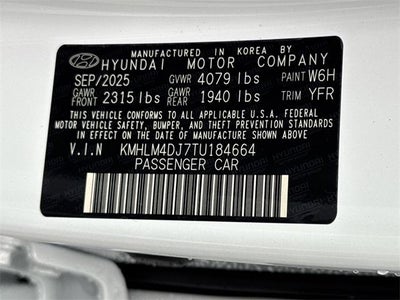 MANUFACTURED IN KOREA BY
HYUNDAI MOTOR COMPANY
SEP/2025 GVWR 4079 lbs PAINT W6H
GAWR FRONT 2315 lbs GAWR REAR 1940 lbs TRIM YFR
THIS VEHICLE CONFORMS TO ALL APPLICABLE U.S.A. FEDERAL
MOTOR VEHICLE SAFETY, BUMPER, AND THEFT PREVENTION STANDARDS
IN EFFECT ON THE DATE OF MANUFACTURE SHOWN ABOVE.
V.I.N KMHLM4DJ7TU184664
PASSENGER CAR